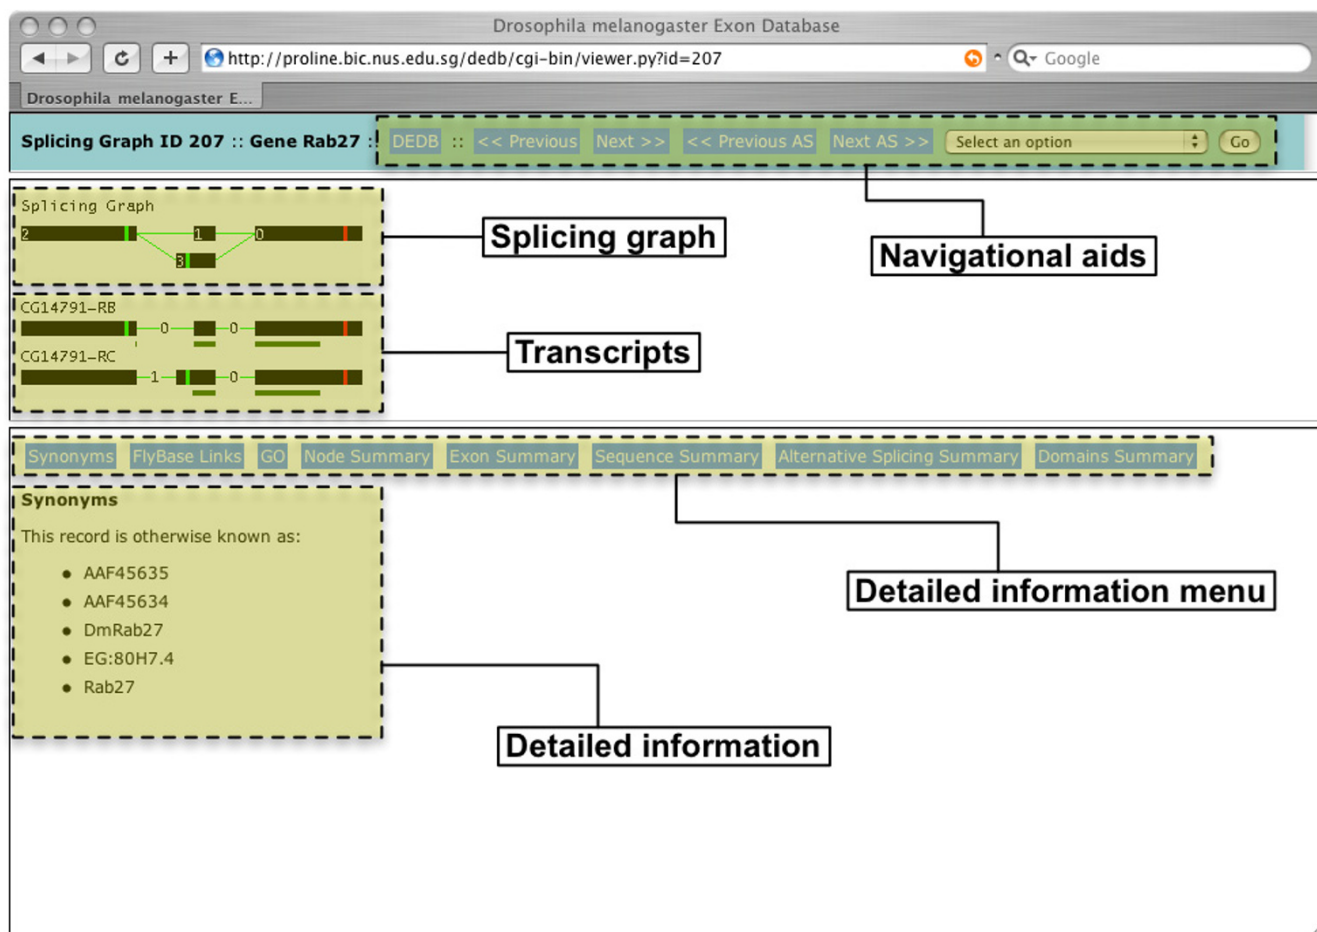 Drosophila melanogaster Exon Database
http://proline.bic.nus.edu.sg/dedb/cgi-bin/viewer.py?id=207
Google
Drosophila melanogaster E...
Splicing Graph ID 207 :: Gene Rab27 :: DEDB :: << Previous Next >> << Previous AS Next AS >> Select an option Go
Splicing Graph
2 1 0
3
Splicing graph
Navigational aids
CG14791-RB
0 0
CG14791-RC
1 0
Transcripts
Synonyms FlyBase Links GO Node Summary Exon Summary Sequence Summary Alternative Splicing Summary Domains Summary
Synonyms
This record is otherwise known as:
• AAF45635
• AAF45634
• DmRab27
• EG:80H7.4
• Rab27
Detailed information menu
Detailed information